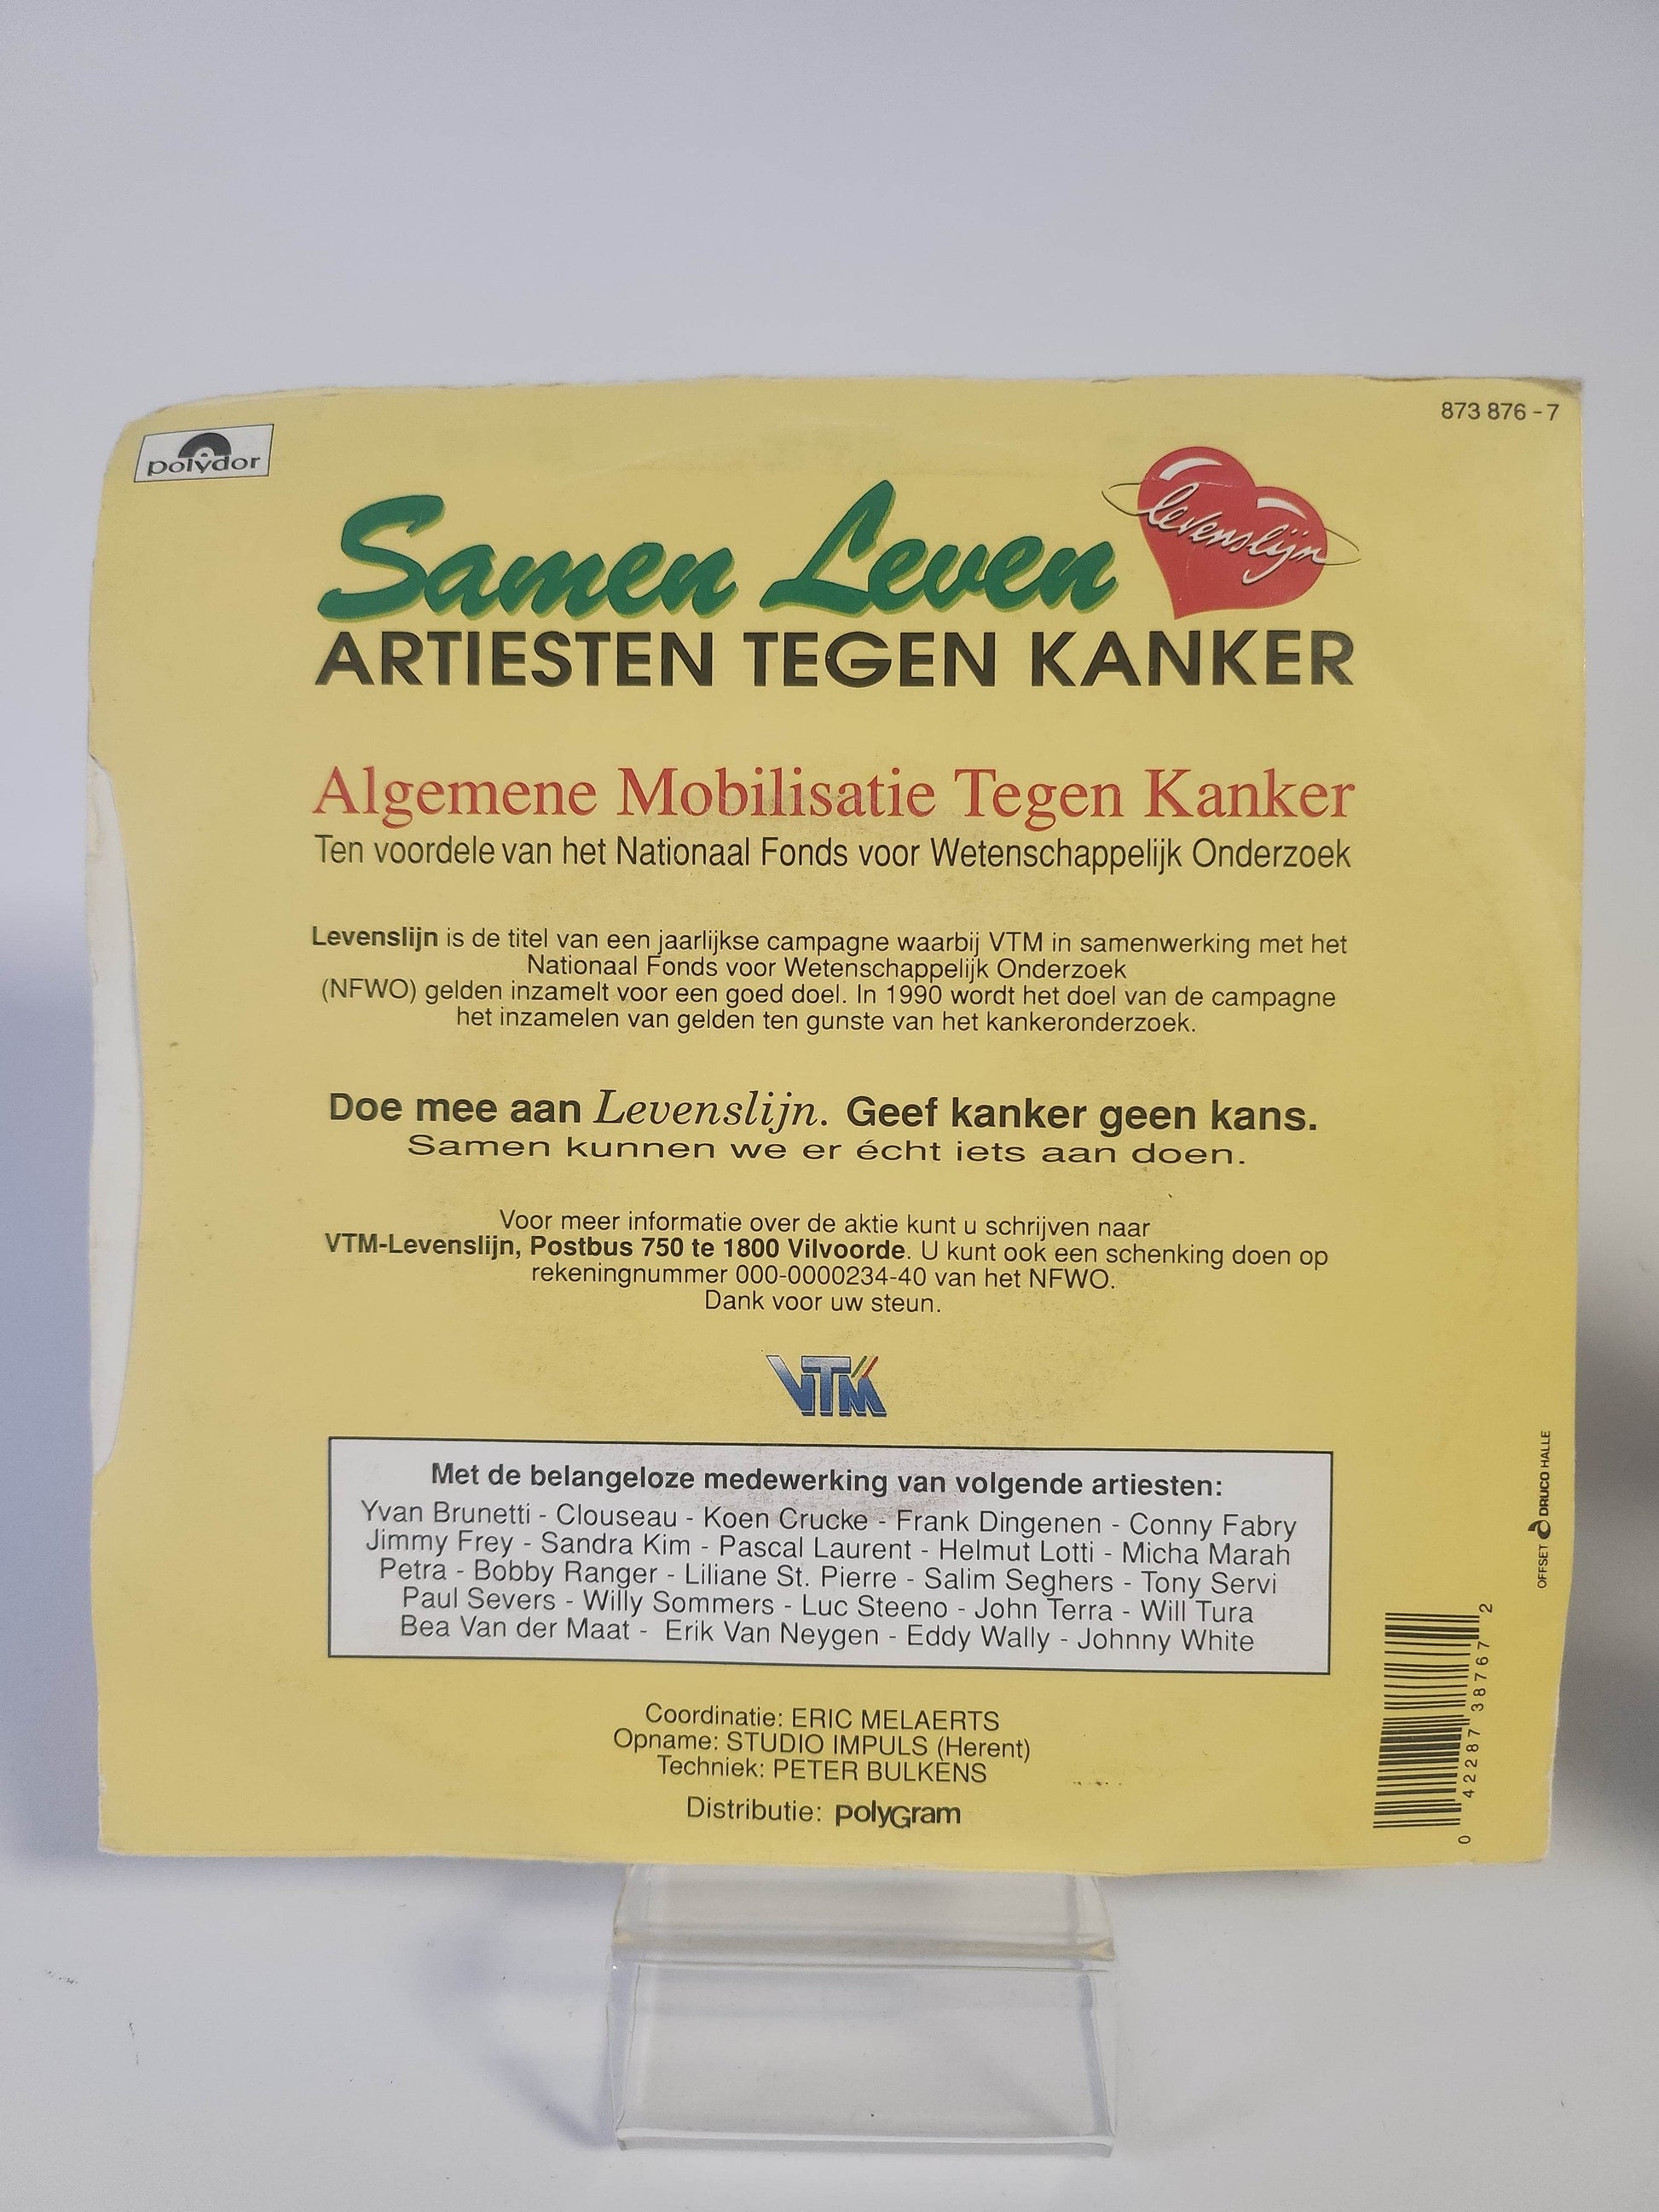 polydor
873 876 - 7
Samen Leven
levenslijn
ARTIESTEN TEGEN KANKER
Algemene Mobilisatie Tegen Kanker
Ten voordele van het Nationaal Fonds voor Wetenschappelijk Onderzoek
Levenslijn is de titel van een jaarlijkse campagne waarbij VTM in samenwerking met het
Nationaal Fonds voor Wetenschappelijk Onderzoek
(NFWO) gelden inzamelt voor een goed doel. In 1990 wordt het doel van de campagne
het inzamelen van gelden ten gunste van het kankeronderzoek.
Doe mee aan Levenslijn. Geef kanker geen kans.
Samen kunnen we er écht iets aan doen.
Voor meer informatie over de aktie kunt u schrijven naar
VTM-Levenslijn, Postbus 750 te 1800 Vilvoorde. U kunt ook een schenking doen op
rekeningnummer 000-0000234-40 van het NFWO.
Dank voor uw steun.
VTM
Met de belangeloze medewerking van volgende artiesten:
Yvan Brunetti - Clouseau - Koen Crucke - Frank Dingenen - Conny Fabry
Jimmy Frey - Sandra Kim - Pascal Laurent - Helmut Lotti - Micha Marah
Petra - Bobby Ranger - Liliane St. Pierre - Salim Seghers - Tony Servi
Paul Severs - Willy Sommers - Luc Steeno - John Terra - Will Tura
Bea Van der Maat - Erik Van Neygen - Eddy Wally - Johnny White
Coordinatie: ERIC MELAERTS
Opname: STUDIO IMPULS (Herent)
Techniek: PETER BULKENS
Distributie: polyGram
OFFSET DRUCO HALLE
0 42287 38767 2